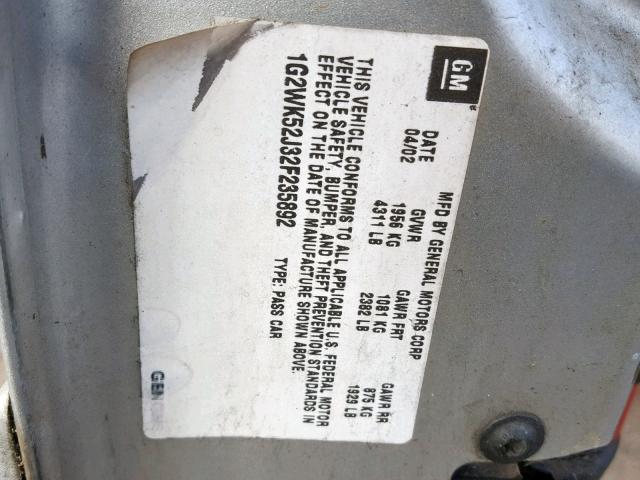 GM
MFD BY GENERAL MOTORS CORP
DATE GVWR GAWR FRT GAWR RR
04/02 1956 KG 1081 KG 875 KG
4311 LB 2382 LB 1929 LB
THIS VEHICLE CONFORMS TO ALL APPLICABLE U.S. FEDERAL MOTOR
VEHICLE SAFETY, BUMPER, AND THEFT PREVENTION STANDARDS IN
EFFECT ON THE DATE OF MANUFACTURE SHOWN ABOVE.
1G2WK52J32F235892 TYPE: PASS CAR